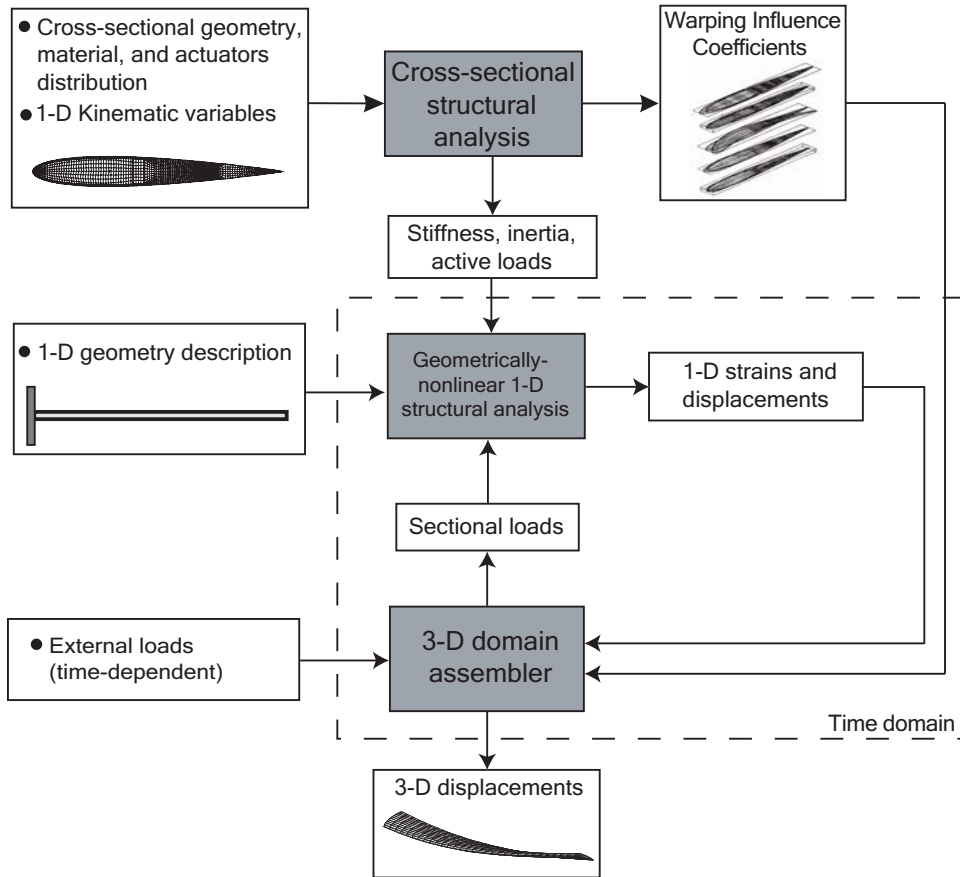 ● Cross-sectional geometry,
material, and actuators
distribution
● 1-D Kinematic variables
Cross-sectional
structural
analysis
Warping Influence
Coefficients
Stiffness, inertia,
active loads
● 1-D geometry description
Geometrically-
nonlinear 1-D
structural analysis
1-D strains and
displacements
Sectional loads
● External loads
(time-dependent)
3-D domain
assembler
Time domain
3-D displacements